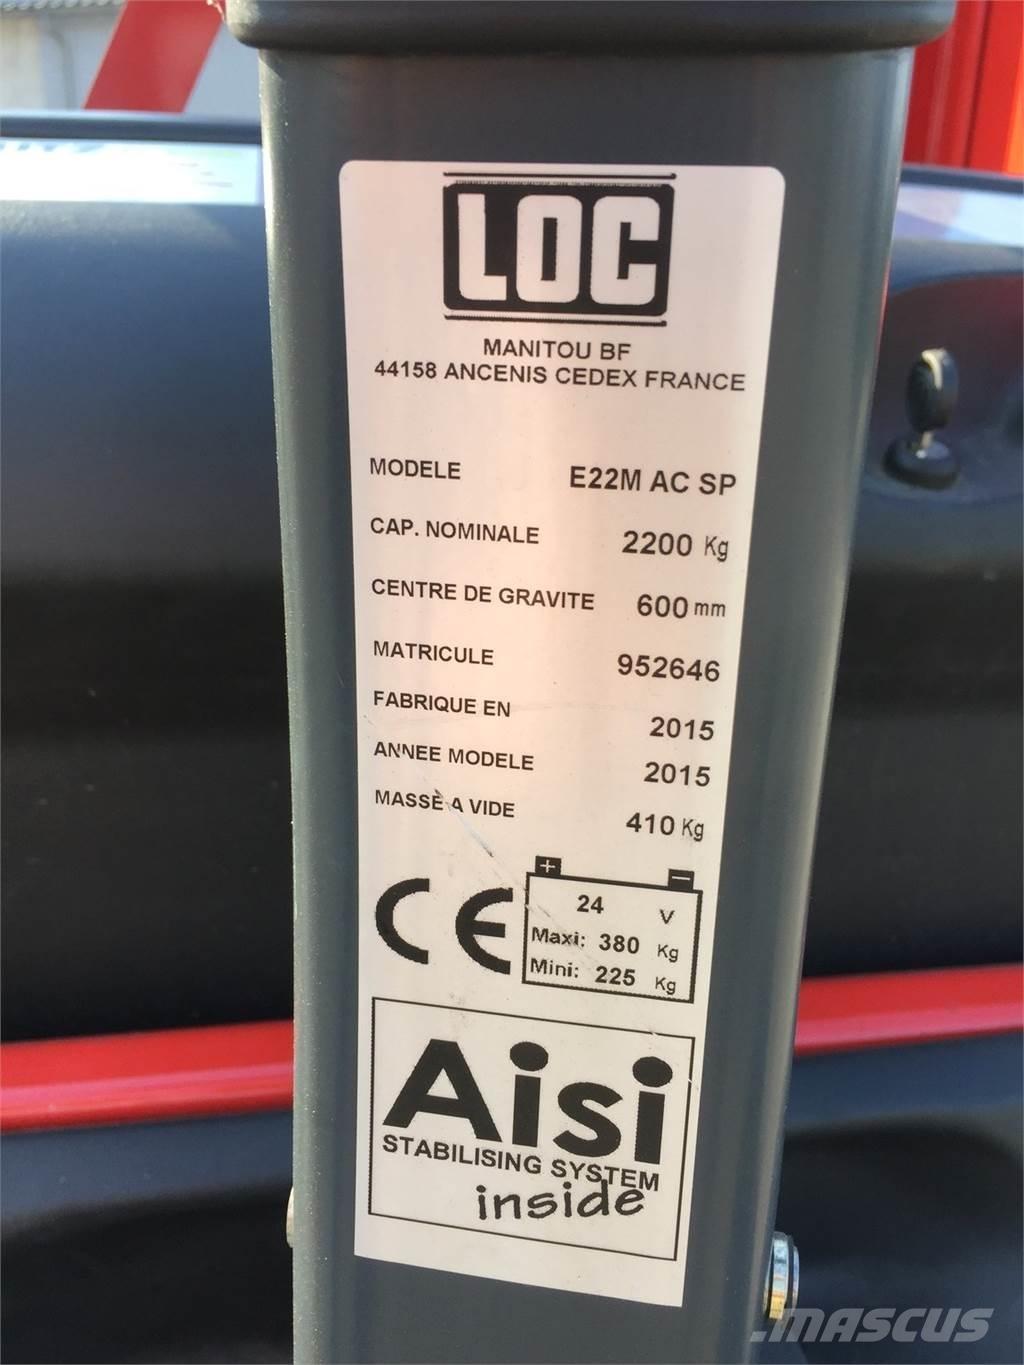 LOC
MANITOU BF
44158 ANCENIS CEDEX FRANCE
MODELE E22M AC SP
CAP. NOMINALE 2200 Kg
CENTRE DE GRAVITE 600 mm
MATRICULE 952646
FABRIQUE EN 2015
ANNEE MODELE 2015
MASSE A VIDE 410 Kg
CE
+ −
24 V
Maxi: 380 Kg
Mini: 225 Kg
Aisi
STABILISING SYSTEM
inside
.MASCUS